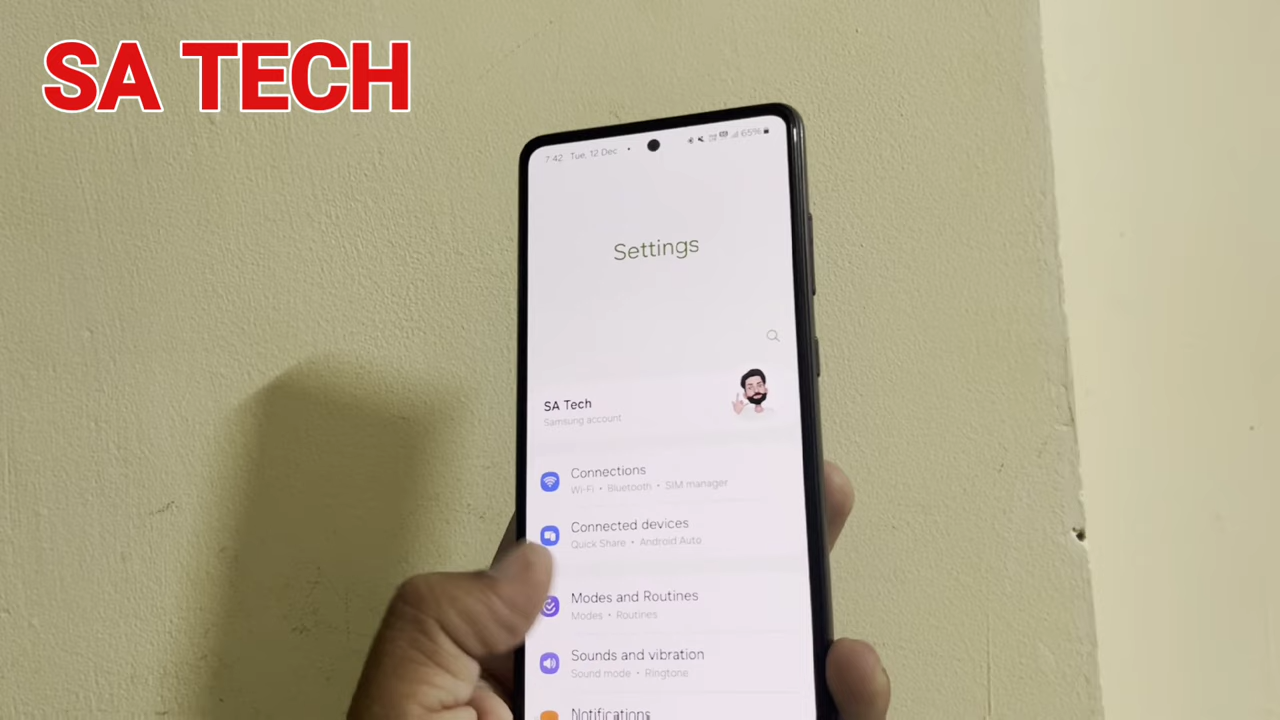 SA TECH
7:42 Tue, 12 Dec • 65%
Settings
SA Tech
Samsung account
Connections
Wi-Fi • Bluetooth • SIM manager
Connected devices
Quick Share • Android Auto
Modes and Routines
Modes • Routines
Sounds and vibration
Sound mode • Ringtone
Notifications